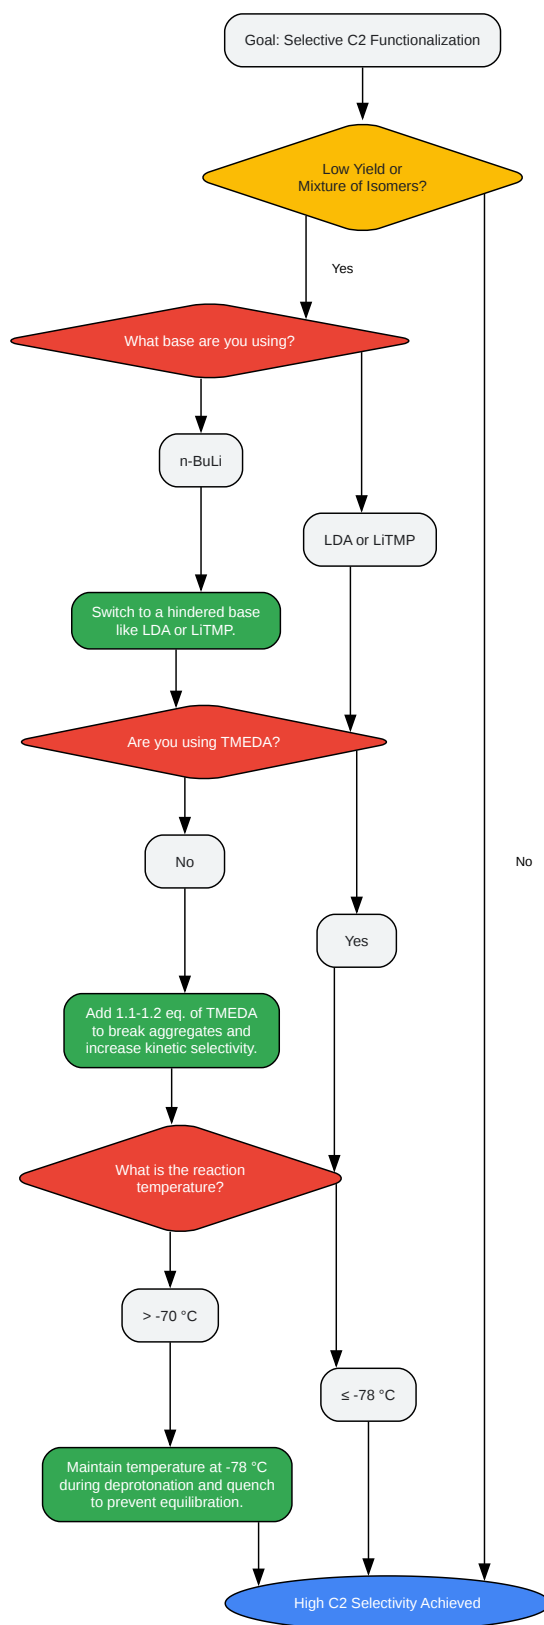 Goal: Selective C2 Functionalization
Low Yield or
Mixture of Isomers?
Yes
What base are you using?
n-BuLi
LDA or LiTMP
Switch to a hindered base
like LDA or LiTMP.
Are you using TMEDA?
No
No
Yes
Add 1.1-1.2 eq. of TMEDA
to break aggregates and
increase kinetic selectivity.
What is the reaction
temperature?
> -70 °C
≤ -78 °C
Maintain temperature at -78 °C
during deprotonation and quench
to prevent equilibration.
High C2 Selectivity Achieved